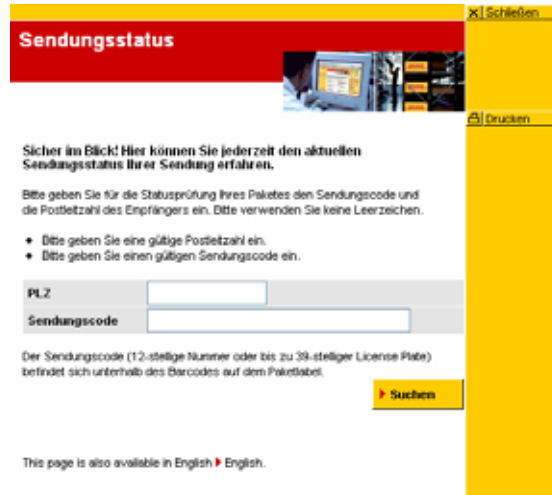 Schließen
Sendungsstatus
Drucken
Sicher im Blick! Hier können Sie jederzeit den aktuellen
Sendungsstatus Ihrer Sendung erfahren.
Bitte geben Sie für die Statusprüfung Ihres Paketes den Sendungscode und
die Postleitzahl des Empfängers ein. Bitte verwenden Sie keine Leerzeichen.
• Bitte geben Sie eine gültige Postleitzahl ein.
• Bitte geben Sie einen gültigen Sendungscode ein.
PLZ
Sendungscode
Der Sendungscode (12-stellige Nummer oder bis zu 39-stelliger License Plate)
befindet sich unterhalb des Barcodes auf dem Paketlabel.
Suchen
This page is also available in English English.